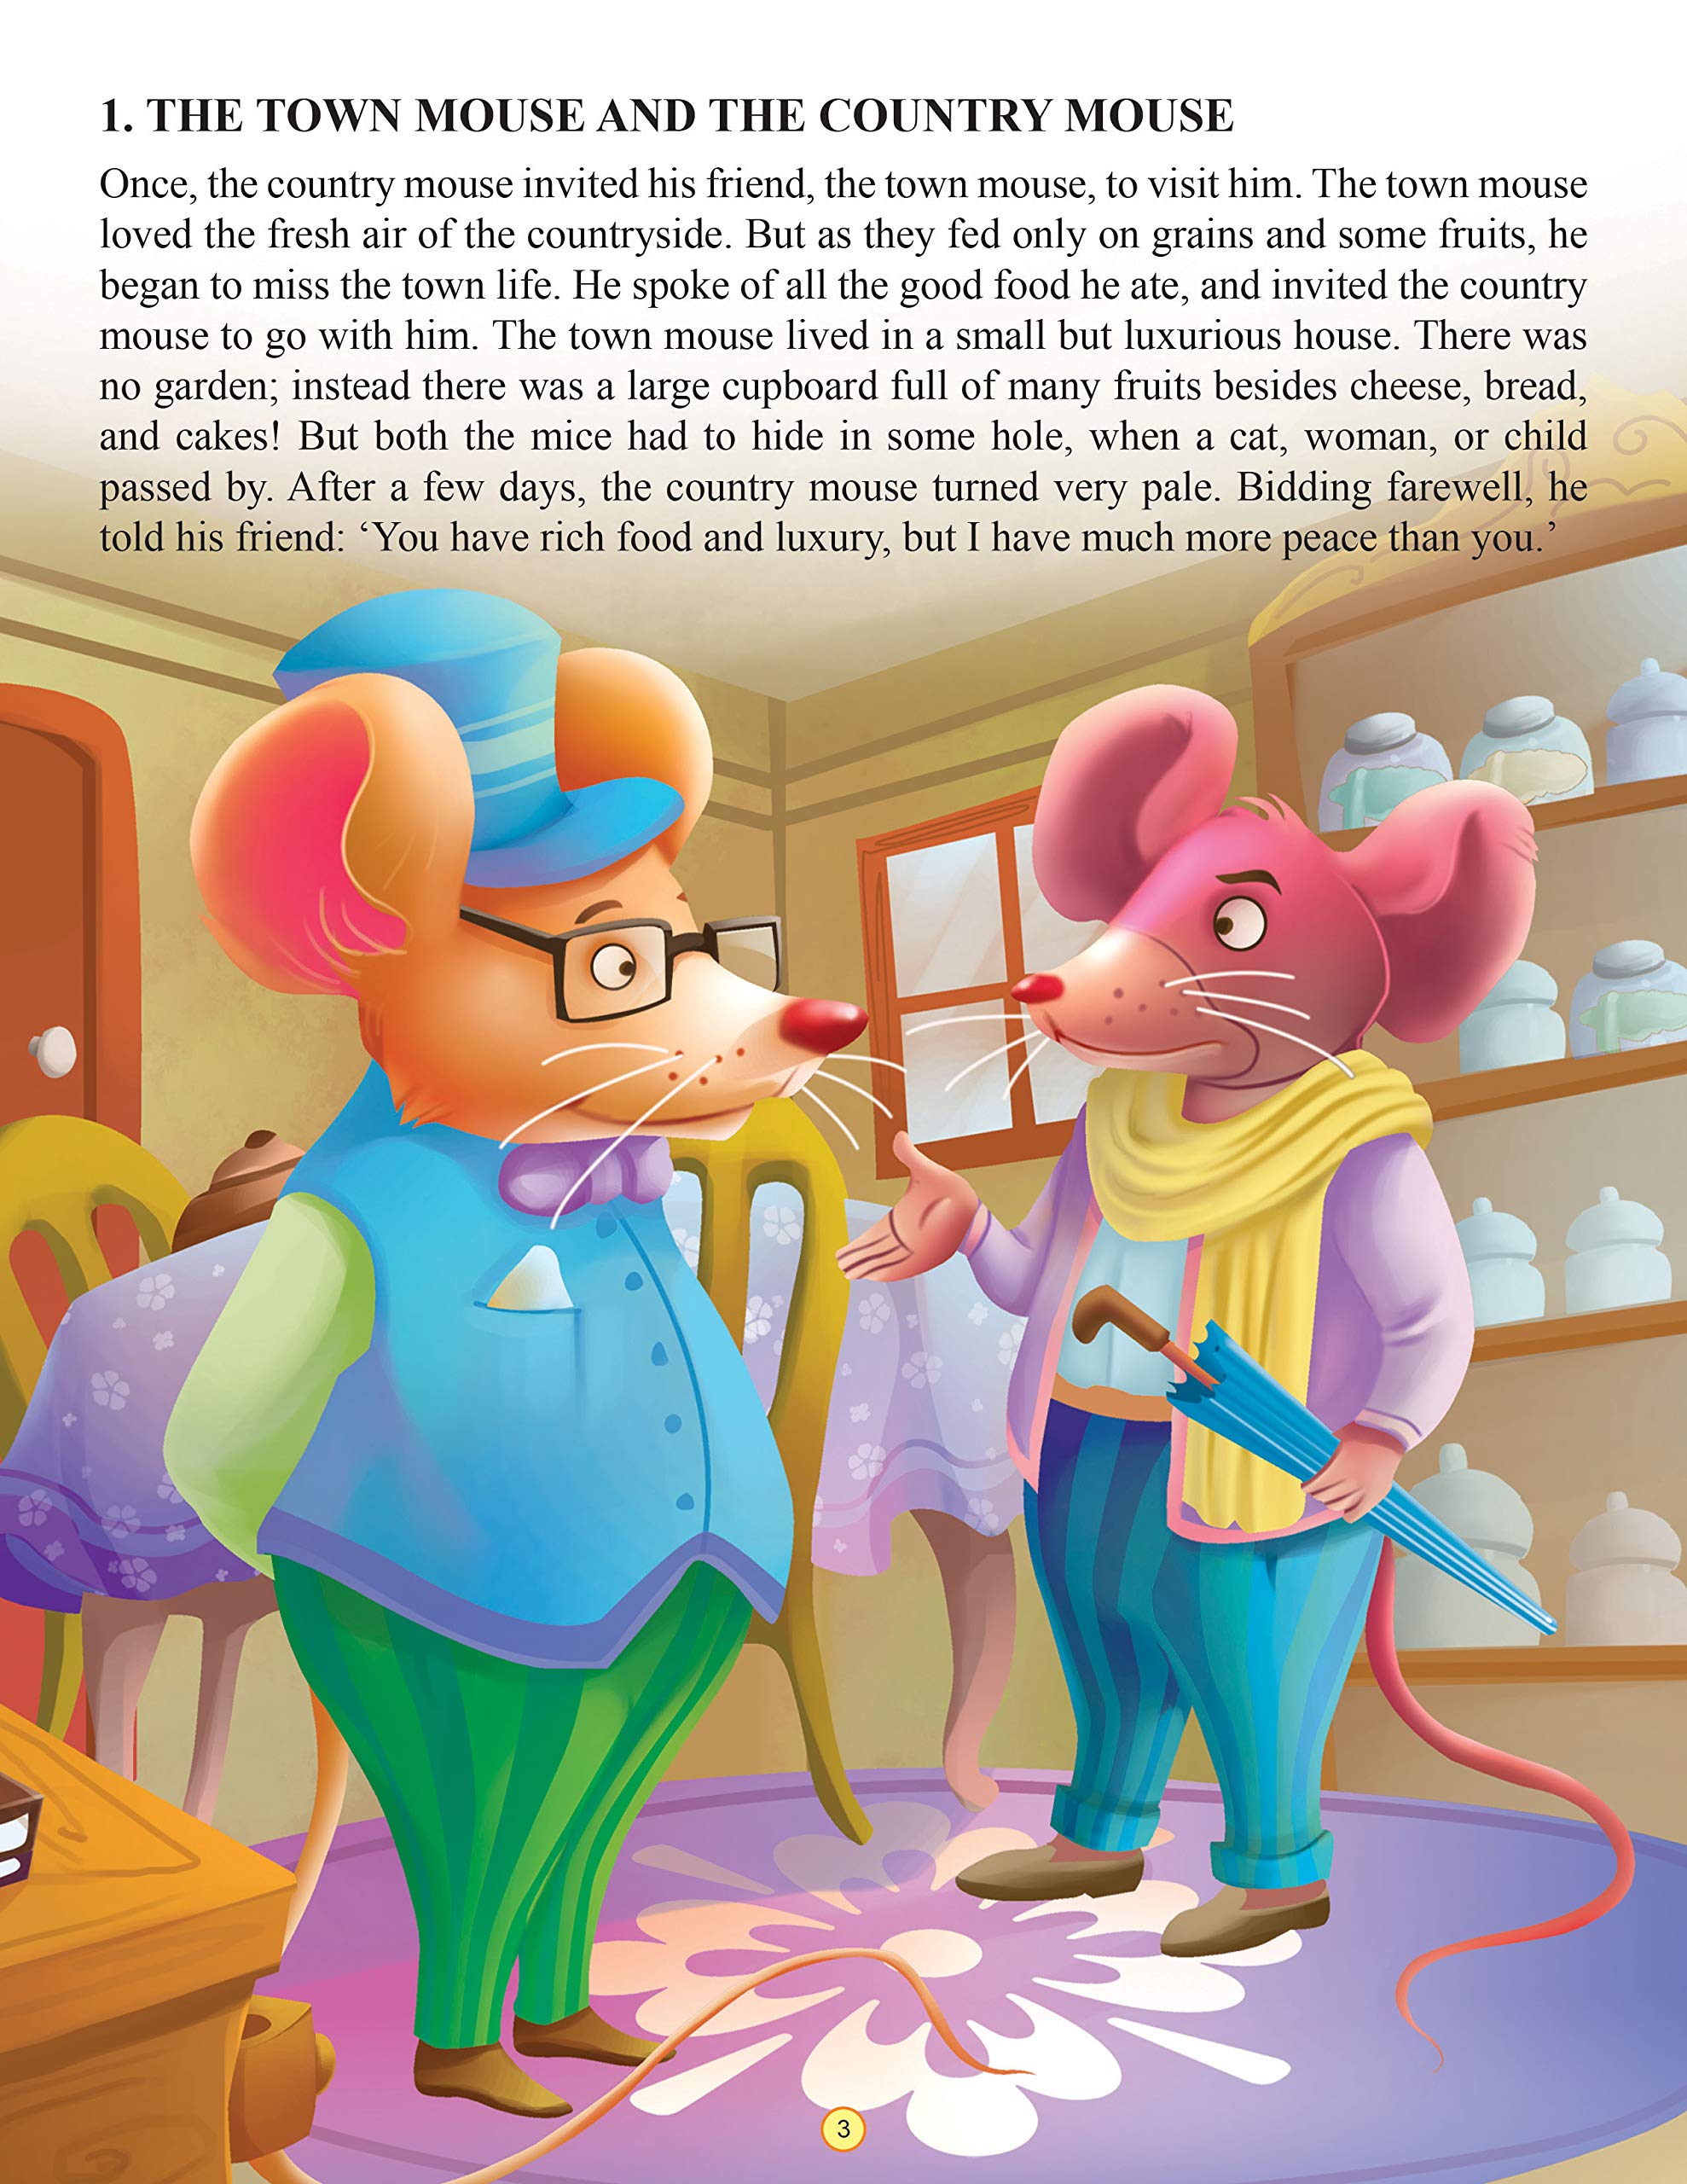 1. THE TOWN MOUSE AND THE COUNTRY MOUSE
Once, the country mouse invited his friend, the town mouse, to visit him. The town mouse
loved the fresh air of the countryside. But as they fed only on grains and some fruits, he
began to miss the town life. He spoke of all the good food he ate, and invited the country
mouse to go with him. The town mouse lived in a small but luxurious house. There was
no garden; instead there was a large cupboard full of many fruits besides cheese, bread,
and cakes! But both the mice had to hide in some hole, when a cat, woman, or child
passed by. After a few days, the country mouse turned very pale. Bidding farewell, he
told his friend: ‘You have rich food and luxury, but I have much more peace than you.’
3